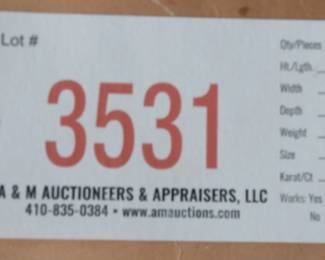 Lot #
3531
A & M AUCTIONEERS & APPRAISERS, LLC
410-835-0384 • www.amauctions.com
Qty/Pieces
Ht./Lgth.
Width
Depth
Weight
Size
Karat/Ct
Works: Yes
No